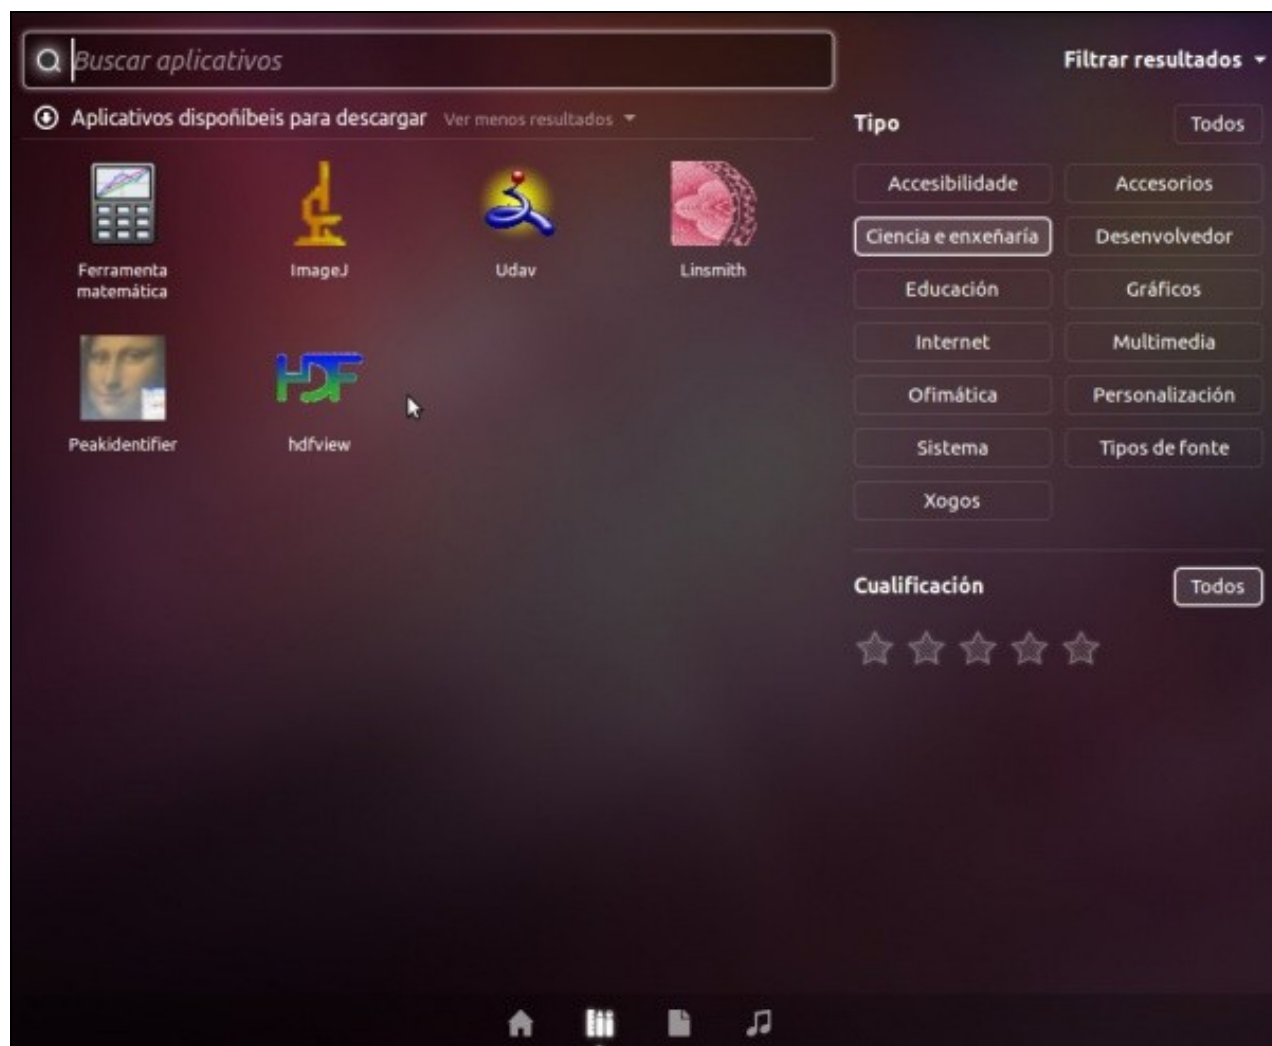 Buscar aplicativos
Filtrar resultados
Aplicativos dispoñíbeis para descargar Ver menos resultados
Ferramenta
matemática
ImageJ
Udav
Linsmith
Peakidentifier
HDF
hdfview
Tipo Todos
Accesibilidade Accesorios
Ciencia e enxeñaría Desenvolvedor
Educación Gráficos
Internet Multimedia
Ofimática Personalización
Sistema Tipos de fonte
Xogos
Cualificación Todos